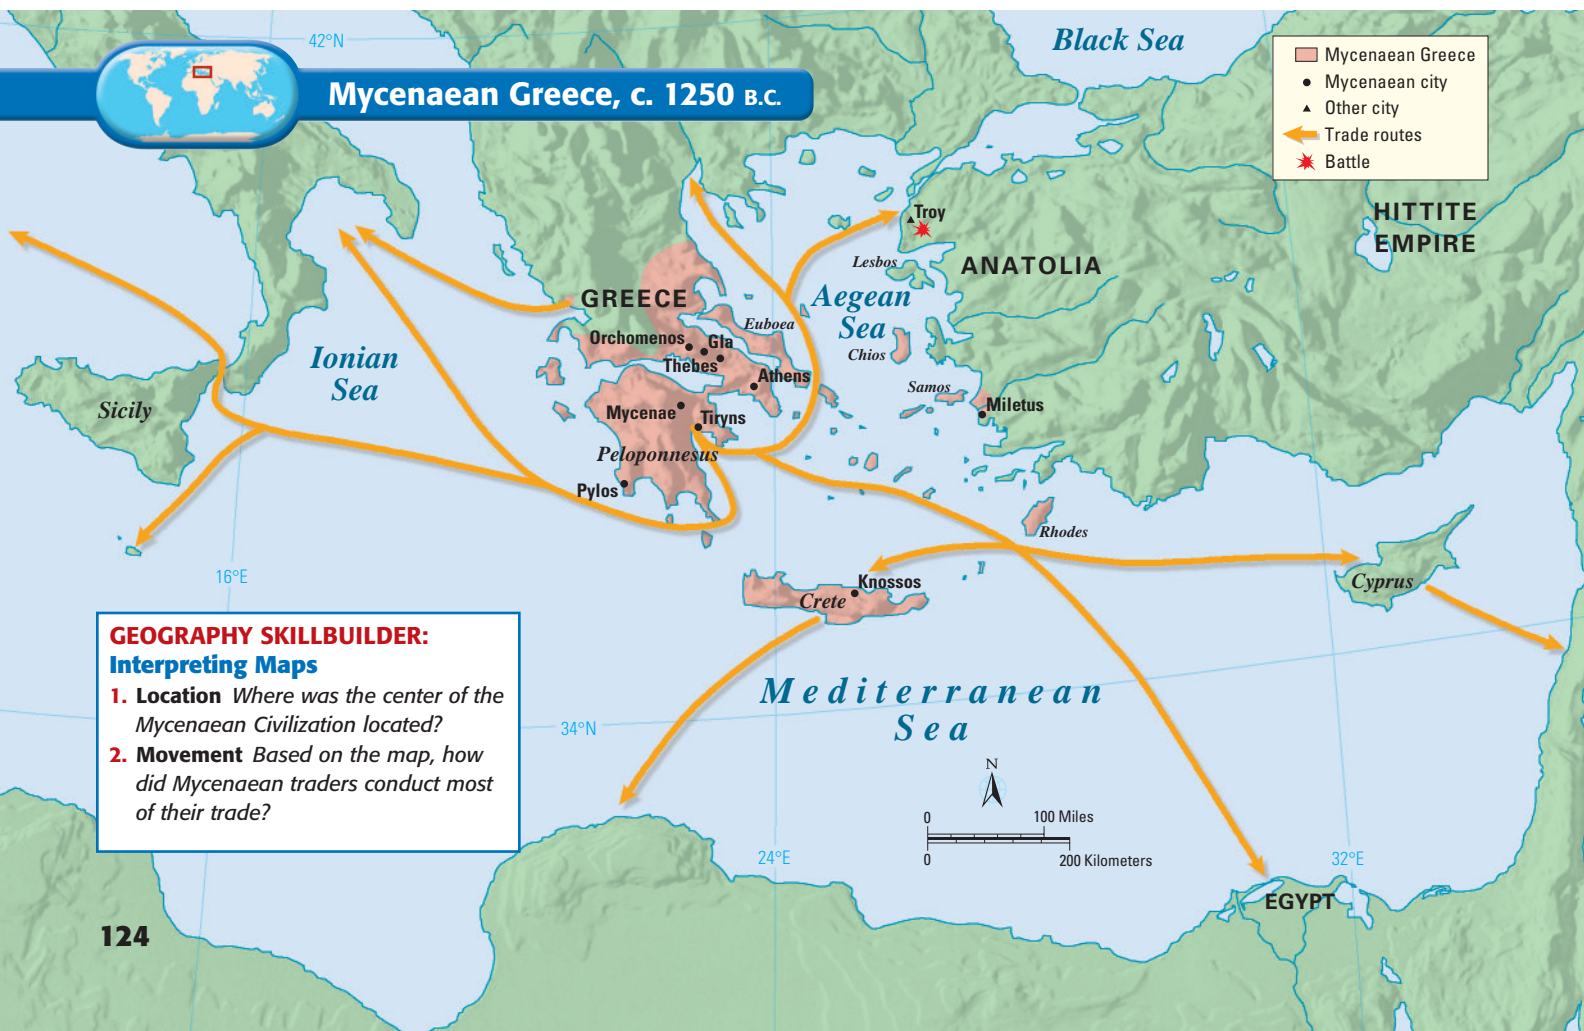 42°N
Black Sea
Mycenaean Greece, c. 1250 B.C.
Mycenaean Greece
Mycenaean city
Other city
Trade routes
Battle
HITTITE
EMPIRE
Troy
Lesbos
ANATOLIA
GREECE
Aegean
Sea
Euboea
Orchomenos
Gla
Chios
Thebes
Ionian
Sea
Athens
Samos
Sicily
Mycenae
Tiryns
Miletus
Peloponnesus
Pylos
Rhodes
16°E
Knossos
Crete
Cyprus
GEOGRAPHY SKILLBUILDER:
Interpreting Maps
1. Location Where was the center of the
Mycenaean Civilization located?
2. Movement Based on the map, how
did Mycenaean traders conduct most
of their trade?
Mediterranean
Sea
34°N
N
0 100 Miles
0 200 Kilometers
24°E
32°E
EGYPT
124